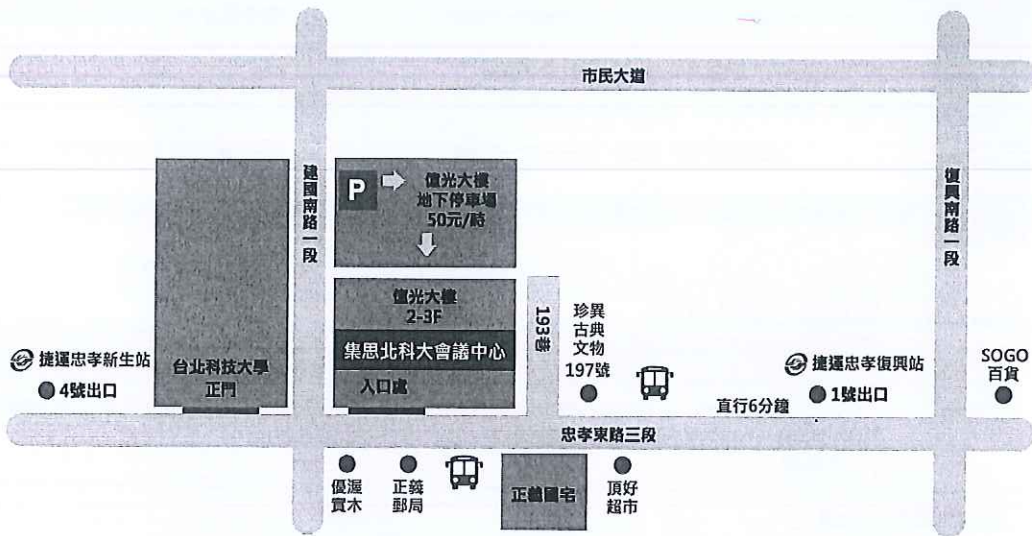 市民大道
建國南路一段
復興南路一段
P
億光大樓
地下停車場
50元/時
億光大樓
2-3F
集思北科大會議中心
入口處
193巷
珍異
古典
文物
197號
捷運忠孝新生站
4號出口
台北科技大學
正門
捷運忠孝復興站
1號出口
SOGO
百貨
直行6分鐘
忠孝東路三段
優渥
實木
正義
郵局
正義國宅
頂好
超市